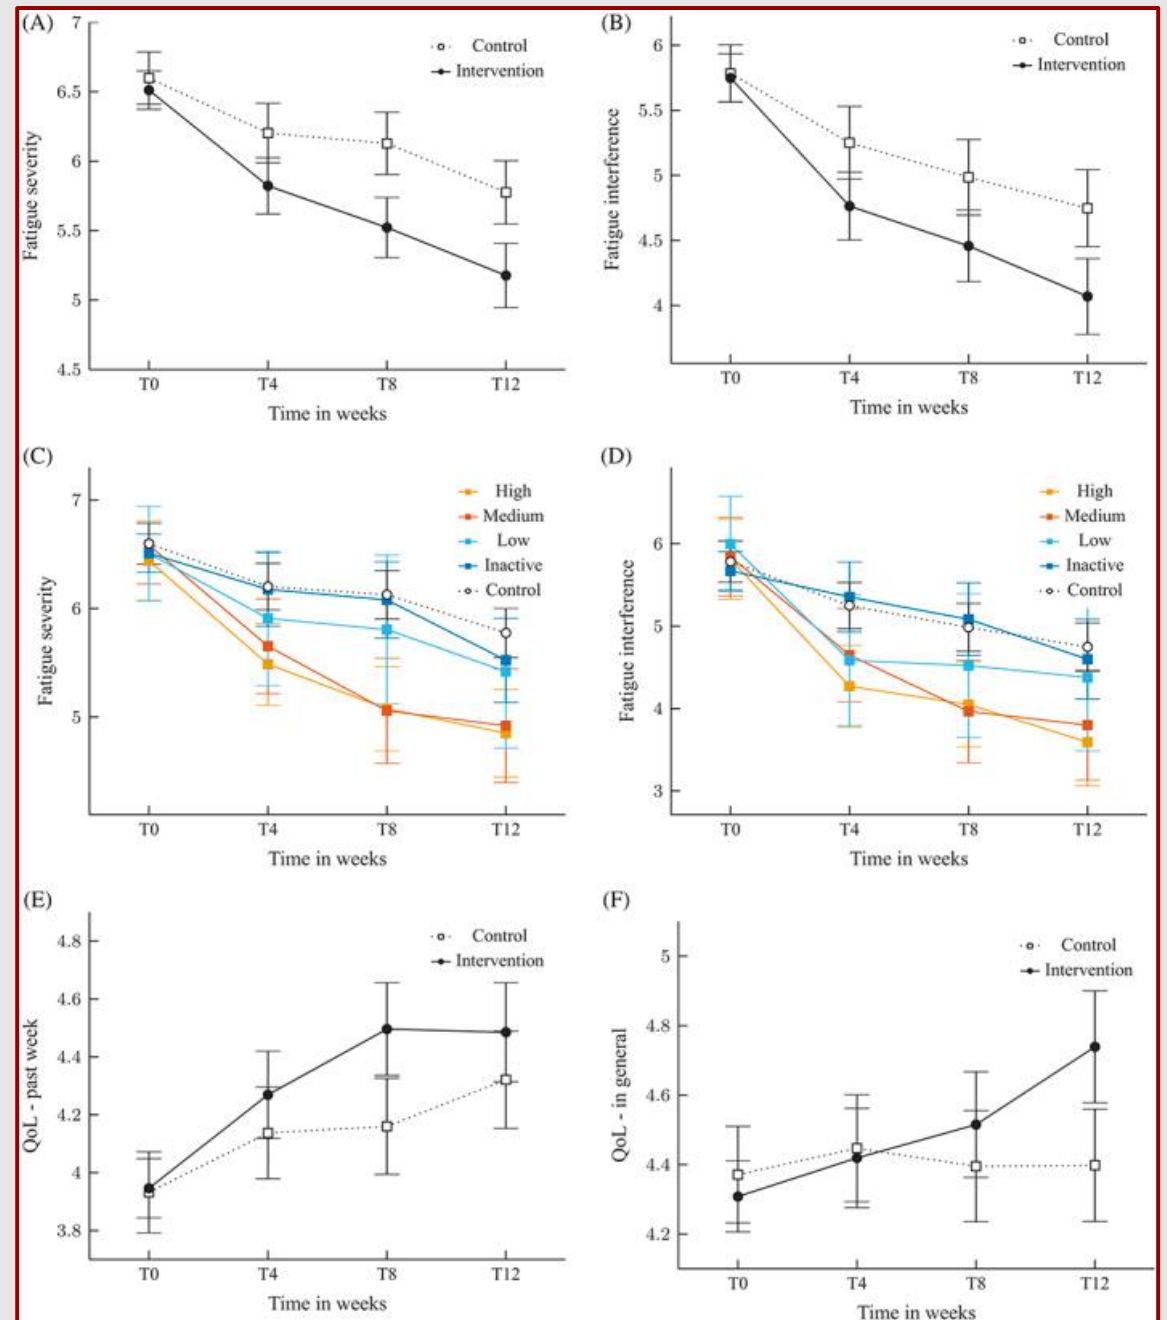 (A)
7
6.5
6
5.5
5
4.5
Fatigue severity
Control
Intervention
T0 T4 T8 T12
Time in weeks
(B)
6
5.5
5
4.5
4
Fatigue interference
Control
Intervention
T0 T4 T8 T12
Time in weeks
(C)
7
6
5
Fatigue severity
High
Medium
Low
Inactive
Control
T0 T4 T8 T12
Time in weeks
(D)
6
5
4
3
Fatigue interference
High
Medium
Low
Inactive
Control
T0 T4 T8 T12
Time in weeks
(E)
4.8
4.6
4.4
4.2
4
3.8
QoL - past week
Control
Intervention
T0 T4 T8 T12
Time in weeks
(F)
5
4.8
4.6
4.4
4.2
QoL - in general
Control
Intervention
T0 T4 T8 T12
Time in weeks